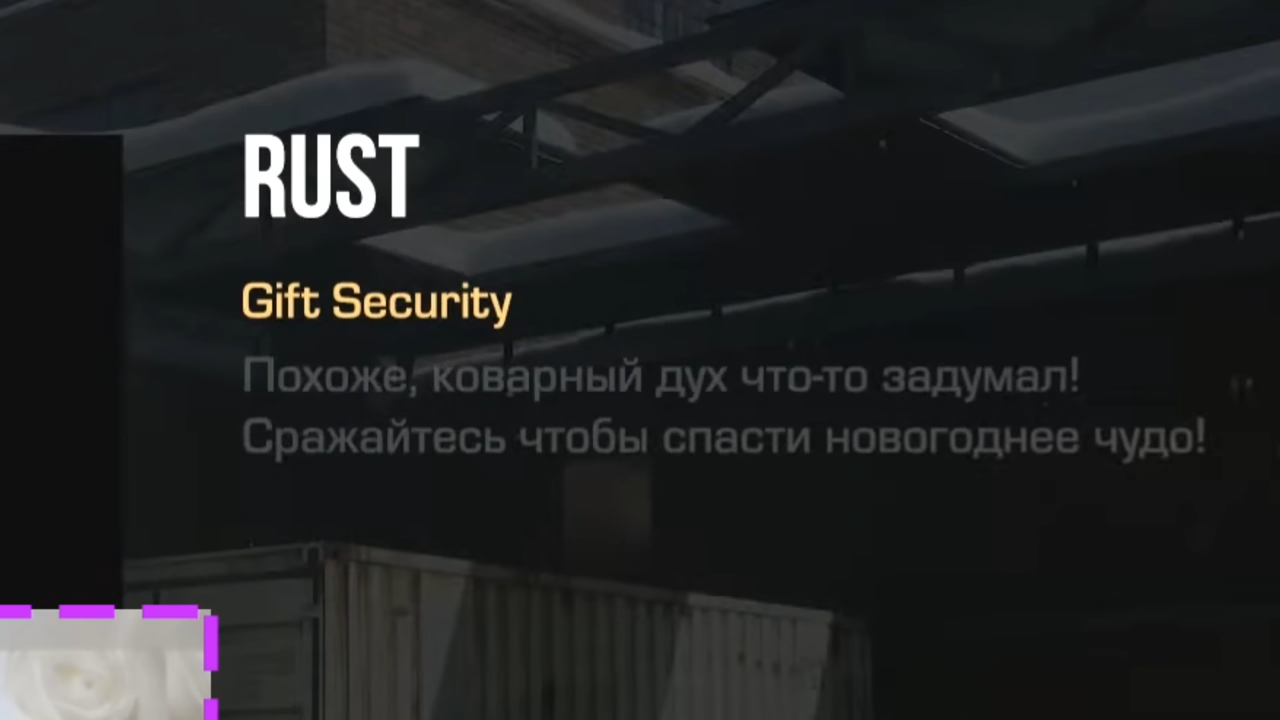 RUST
Gift Security
Похоже, коварный дух что-то задумал!
Сражайтесь чтобы спасти новогоднее чудо!